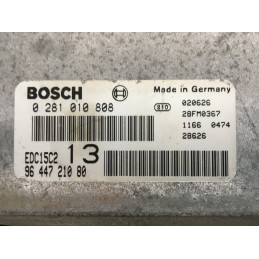 BOSCH
Made in Germany
0 281 010 808
020626
28FM0367
1166 0474
28626
EDC15C2 13
96 447 210 80